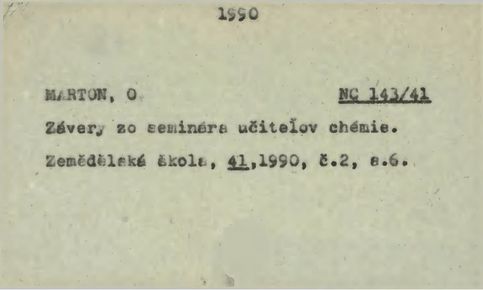 1990
MARTON, O. NC 143/41
Závery zo seminára učiteľov chémie.
Zemědělská škola, 41,1990, č.2, s.6.